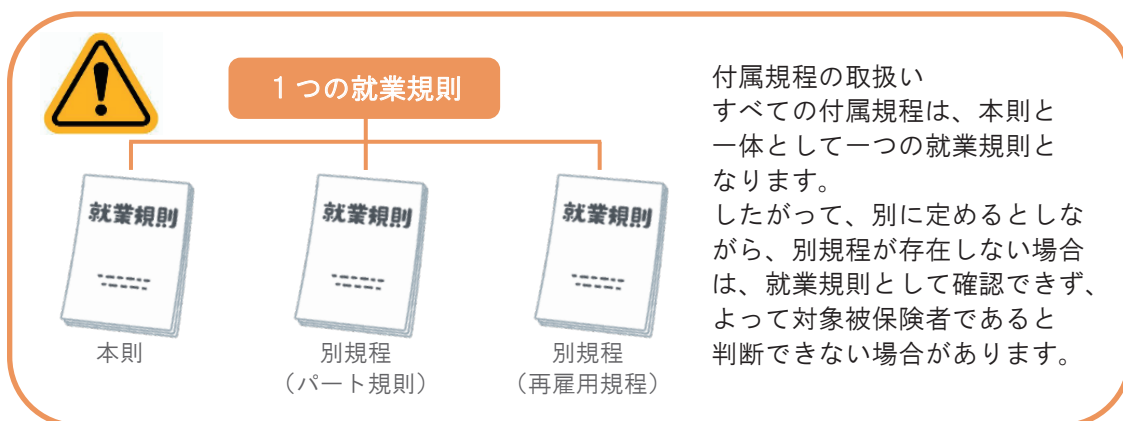 1つの就業規則
就業規則
就業規則
就業規則
本則
別規程
（パート規則）
別規程
（再雇用規程）
付属規程の取扱い
すべての付属規程は、本則と
一体として一つの就業規則と
なります。
したがって、別に定めるとしな
がら、別規程が存在しない場合
は、就業規則として確認できず、
よって対象被保険者であると
判断できない場合があります。